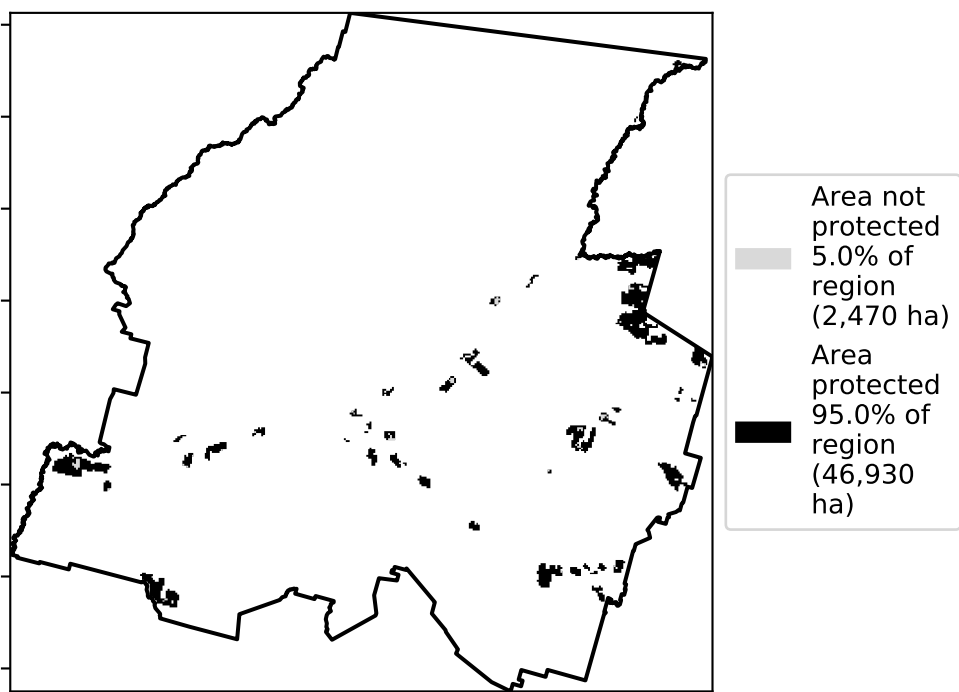 Area not
protected
5.0% of
region
(2,470 ha)
Area
protected
95.0% of
region
(46,930
ha)